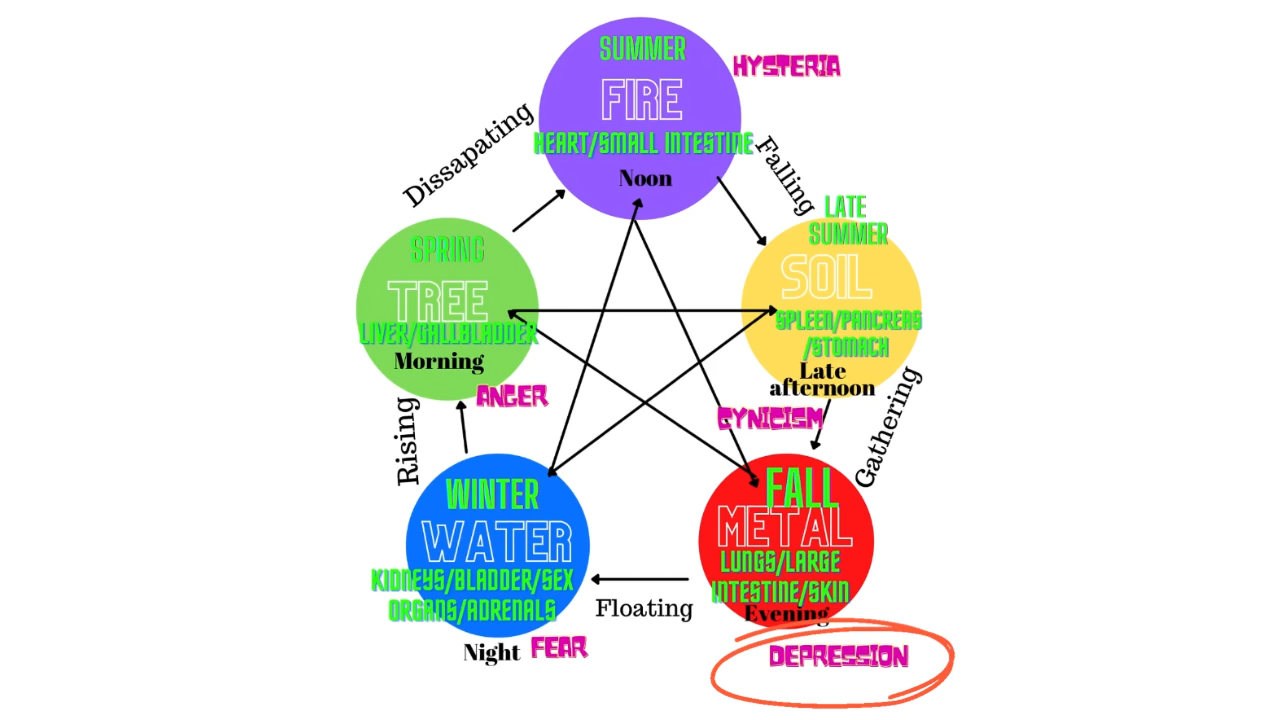 SUMMER
FIRE
HEART/SMALL INTESTINE
Noon
HYSTERIA
Dissapating
Falling
LATE
SUMMER
SOIL
SPLEEN/PANCREAS
/STOMACH
Late
afternoon
SPRING
TREE
LIVER/GALLBLADDER
Morning
ANGER
CYNICISM
Rising
Gathering
WINTER
WATER
KIDNEYS/BLADDER/SEX
ORGANS/ADRENALS
Night
FEAR
Floating
FALL
METAL
LUNGS/LARGE
INTESTINE/SKIN
Evening
DEPRESSION